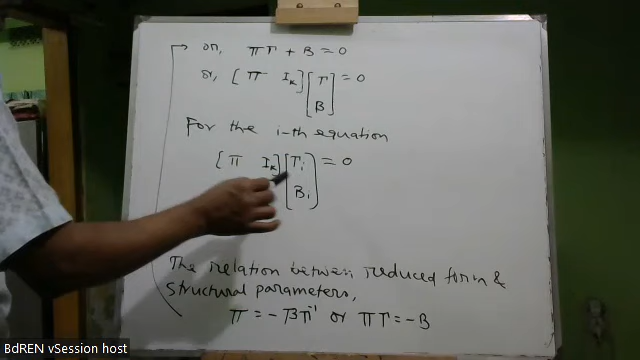 or, ΠΓ + B = 0
or, [Π I_K] [Γ B] = 0
For the i-th equation
[Π I_K] [Γ_i B_i] = 0
The relation between reduced form &
structural parameters,
Π = -BΓ⁻¹ or ΠΓ = -B
BdREN vSession host